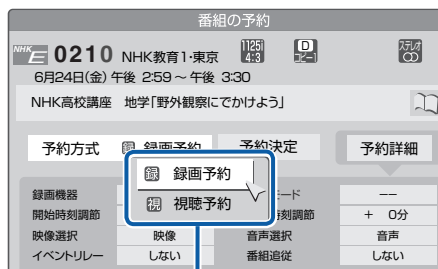 番組の予約
NHK E 0210 NHK教育1・東京 1125i 4:3 D コピー ステレオ
6月24日(金) 午後 2:59 ～ 午後 3:30
NHK高校講座 地学「野外観察にでかけよう」
予約方式 録 録画予約 予約決定 予約詳細
録 録画予約
視 視聴予約
録画機器 ード −−
開始時刻調節 刻調節 + 0分
映像選択 映像 音声選択 音声
イベントリレー しない 番組追従 しない